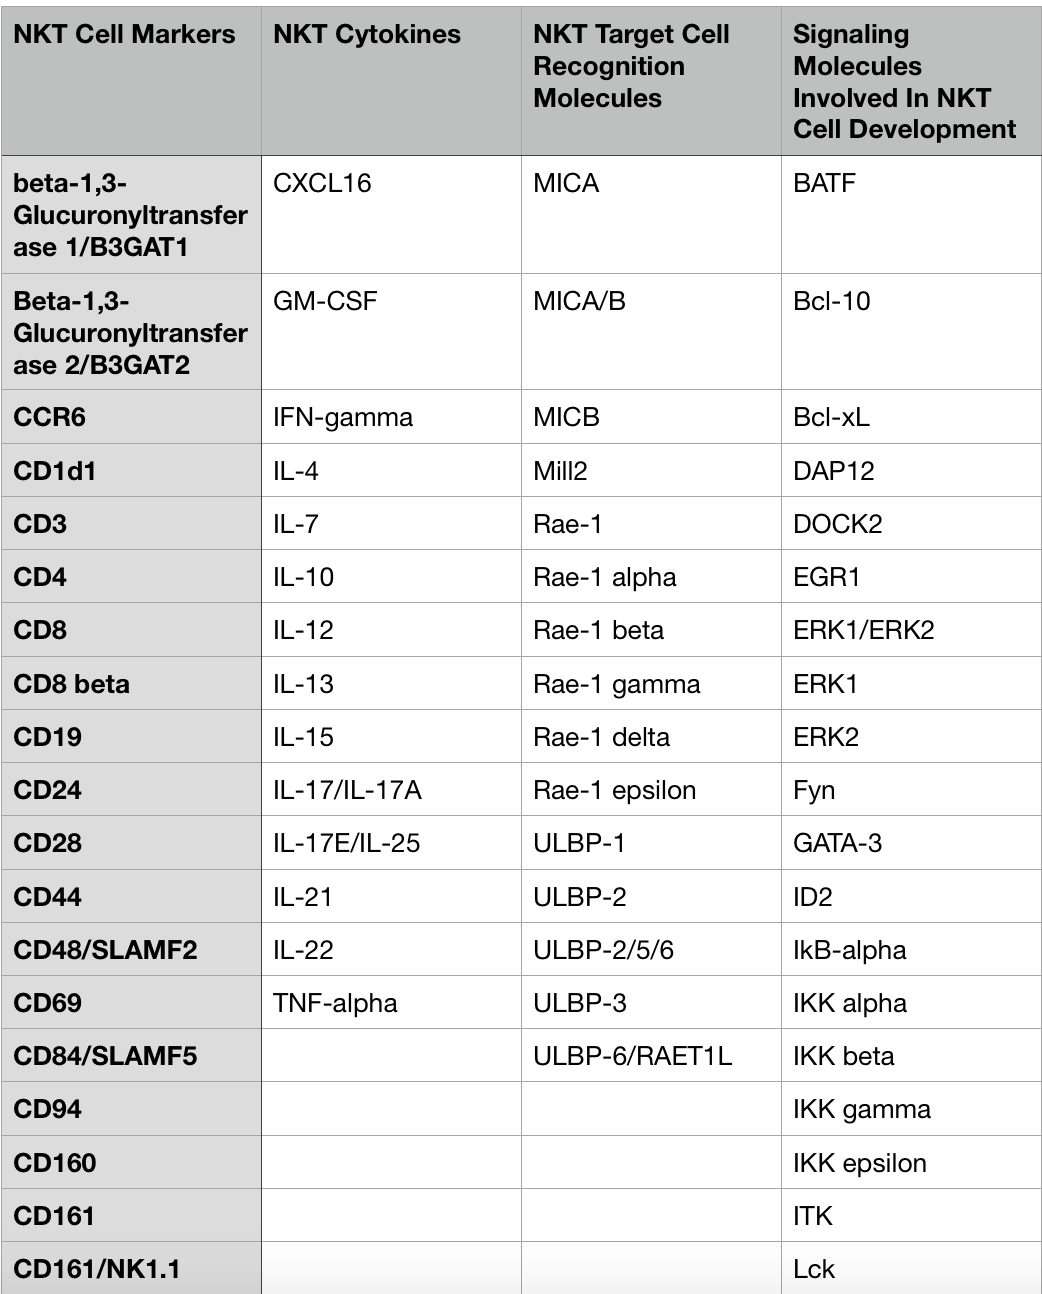 NKT Cell Markers
NKT Cytokines
NKT Target Cell
Recognition
Molecules
Signaling
Molecules
Involved In NKT
Cell Development
beta-1,3-
Glucuronyltransfer
ase 1/B3GAT1
CXCL16
MICA
BATF
Beta-1,3-
Glucuronyltransfer
ase 2/B3GAT2
GM-CSF
MICA/B
Bcl-10
CCR6
IFN-gamma
MICB
Bcl-xL
CD1d1
IL-4
Mill2
DAP12
CD3
IL-7
Rae-1
DOCK2
CD4
IL-10
Rae-1 alpha
EGR1
CD8
IL-12
Rae-1 beta
ERK1/ERK2
CD8 beta
IL-13
Rae-1 gamma
ERK1
CD19
IL-15
Rae-1 delta
ERK2
CD24
IL-17/IL-17A
Rae-1 epsilon
Fyn
CD28
IL-17E/IL-25
ULBP-1
GATA-3
CD44
IL-21
ULBP-2
ID2
CD48/SLAMF2
IL-22
ULBP-2/5/6
IkB-alpha
CD69
TNF-alpha
ULBP-3
IKK alpha
CD84/SLAMF5
ULBP-6/RAET1L
IKK beta
CD94
IKK gamma
CD160
IKK epsilon
CD161
ITK
CD161/NK1.1
Lck